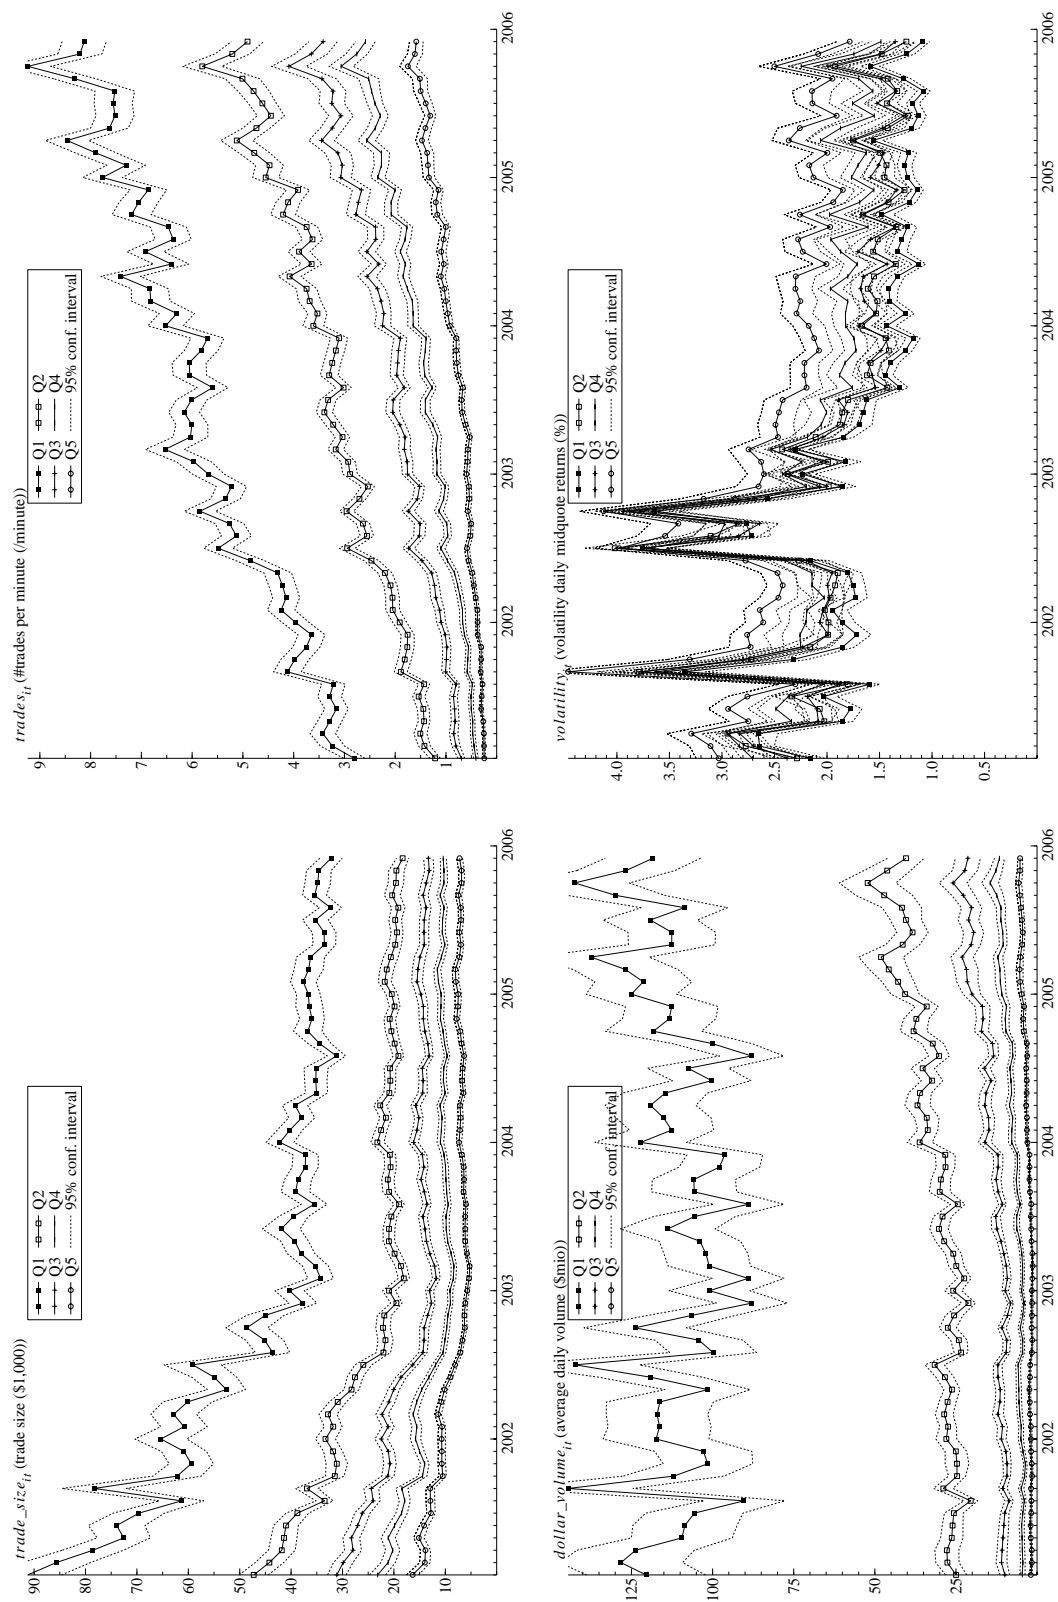 trade_size_it (trade size ($1,000))
Q1 Q2
Q3 Q4
Q5 95% conf. interval
90
80
70
60
50
40
30
20
10
2002 2003 2004 2005 2006
trades_it (#trades per minute (/minute))
Q1 Q2
Q3 Q4
Q5 95% conf. interval
9
8
7
6
5
4
3
2
1
2002 2003 2004 2005 2006
dollar_volume_it (average daily volume ($mio))
Q1 Q2
Q3 Q4
Q5 95% conf. interval
125
100
75
50
25
2002 2003 2004 2005 2006
volatility_it (volatility daily midquote returns (%))
Q1 Q2
Q3 Q4
Q5 95% conf. interval
4.0
3.5
3.0
2.5
2.0
1.5
1.0
0.5
2002 2003 2004 2005 2006